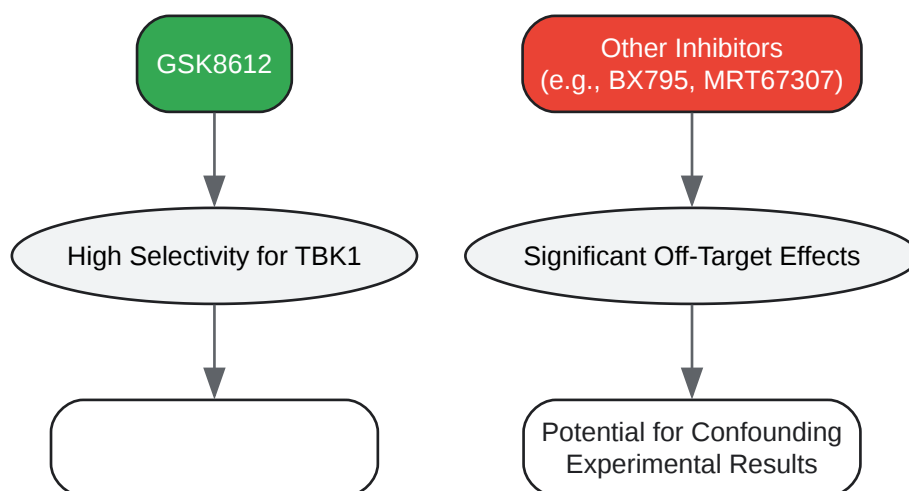 GSK8612
Other Inhibitors
(e.g., BX795, MRT67307)
High Selectivity for TBK1
Significant Off-Target Effects
Potential for Confounding
Experimental Results